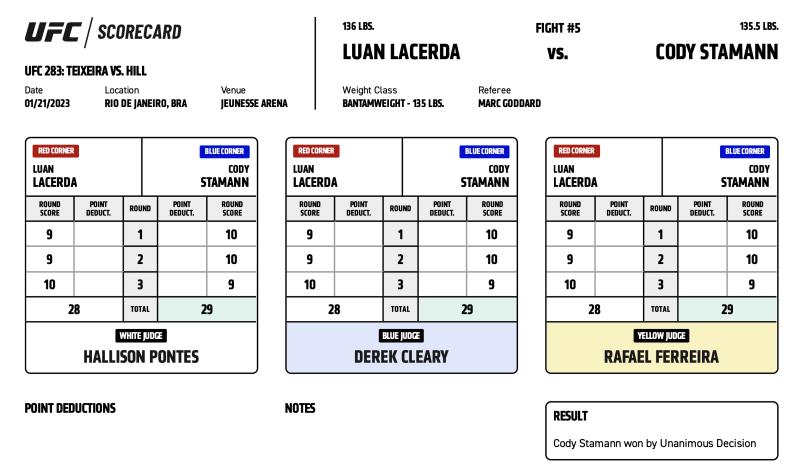 UFC SCORECARD
UFC 283: TEIXEIRA VS. HILL
Date Location Venue
01/21/2023 RIO DE JANEIRO, BRA JEUNESSE ARENA
136 LBS. FIGHT #5 135.5 LBS.
LUAN LACERDA VS. CODY STAMANN
Weight Class Referee
BANTAMWEIGHT - 135 LBS. MARC GODDARD
RED CORNER BLUE CORNER
LUAN CODY
LACERDA STAMANN
ROUND SCORE POINT DEDUCT. ROUND POINT DEDUCT. ROUND SCORE
9 1 10
9 2 10
10 3 9
28 TOTAL 29
WHITE JUDGE
HALLISON PONTES
RED CORNER BLUE CORNER
LUAN CODY
LACERDA STAMANN
ROUND SCORE POINT DEDUCT. ROUND POINT DEDUCT. ROUND SCORE
9 1 10
9 2 10
10 3 9
28 TOTAL 29
BLUE JUDGE
DEREK CLEARY
RED CORNER BLUE CORNER
LUAN CODY
LACERDA STAMANN
ROUND SCORE POINT DEDUCT. ROUND POINT DEDUCT. ROUND SCORE
9 1 10
9 2 10
10 3 9
28 TOTAL 29
YELLOW JUDGE
RAFAEL FERREIRA
POINT DEDUCTIONS
NOTES
RESULT
Cody Stamann won by Unanimous Decision